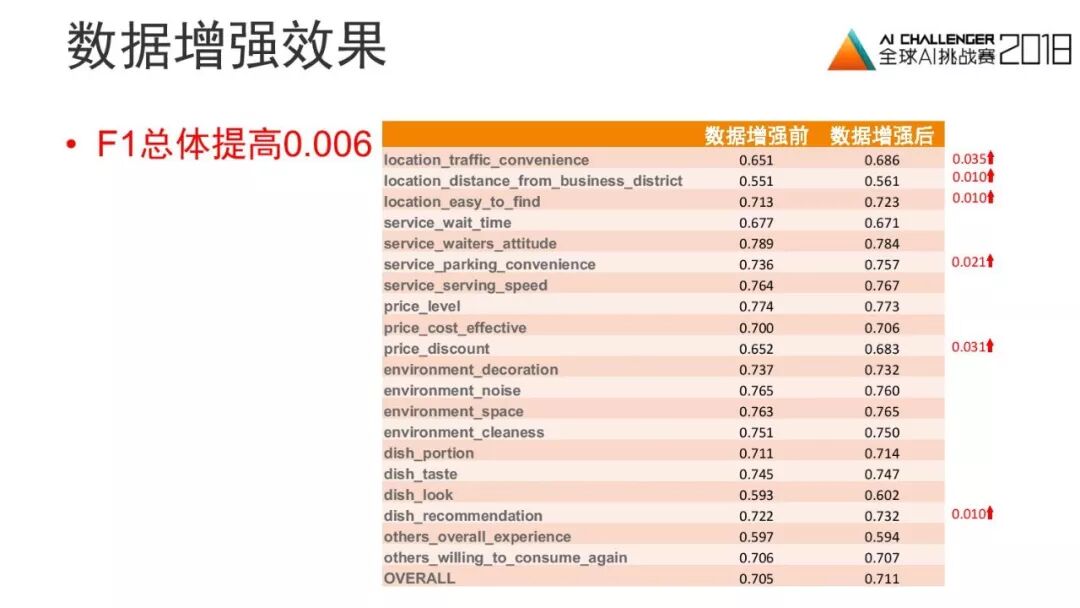 数据增强效果
AI CHALLENGER
全球AI挑战赛 2018
• F1总体提高0.006
数据增强前 数据增强后
location_traffic_convenience 0.651 0.686 0.035
location_distance_from_business_district 0.551 0.561 0.010
location_easy_to_find 0.713 0.723 0.010
service_wait_time 0.677 0.671
service_waiters_attitude 0.789 0.784
service_parking_convenience 0.736 0.757 0.021
service_serving_speed 0.764 0.767
price_level 0.774 0.773
price_cost_effective 0.700 0.706
price_discount 0.652 0.683 0.031
environment_decoration 0.737 0.732
environment_noise 0.765 0.760
environment_space 0.763 0.765
environment_cleaness 0.751 0.750
dish_portion 0.711 0.714
dish_taste 0.745 0.747
dish_look 0.593 0.602
dish_recommendation 0.722 0.732 0.010
others_overall_experience 0.597 0.594
others_willing_to_consume_again 0.706 0.707
OVERALL 0.705 0.711